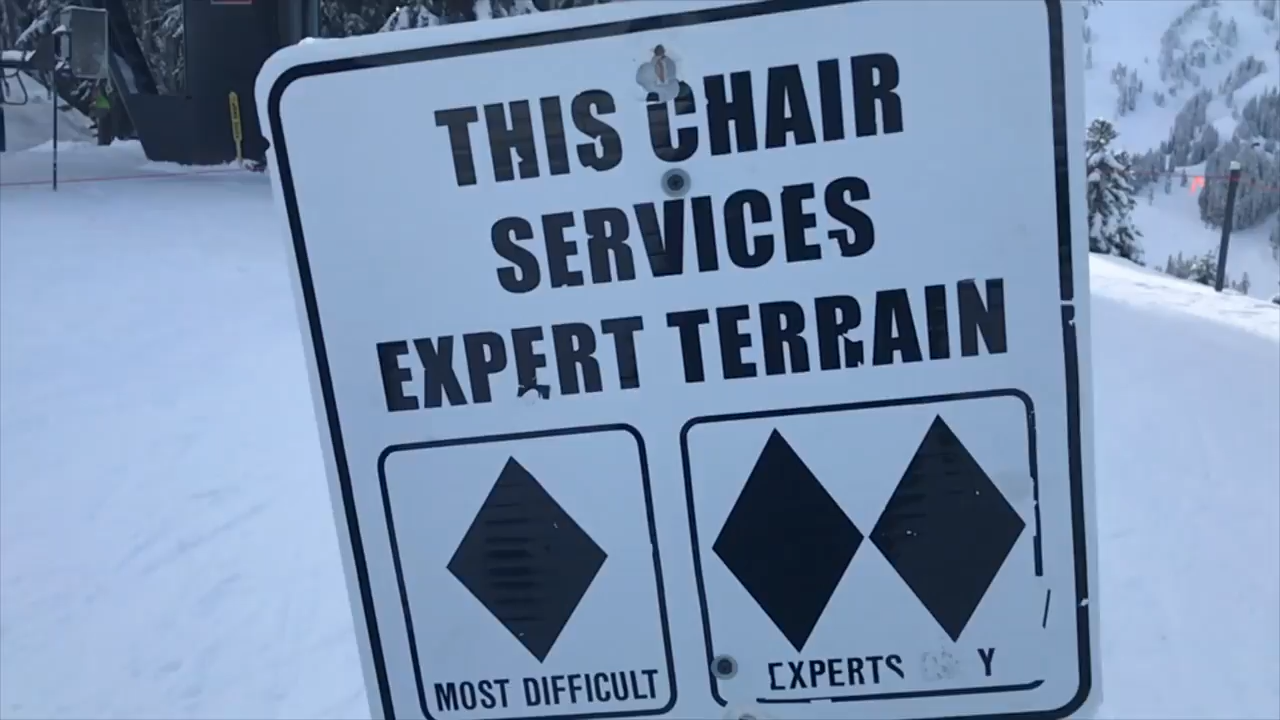 THIS CHAIR
SERVICES
EXPERT TERRAIN
MOST DIFFICULT
EXPERTS